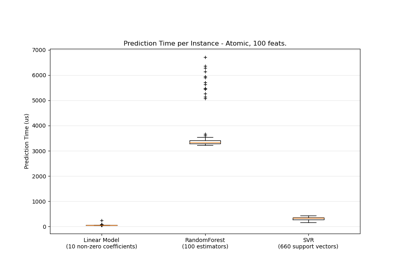 Prediction Time per Instance - Atomic, 100 feats.
7000
6000
5000
4000
3000
2000
1000
0
Prediction Time (us)
Linear Model
(10 non-zero coefficients)
RandomForest
(100 estimators)
SVR
(660 support vectors)